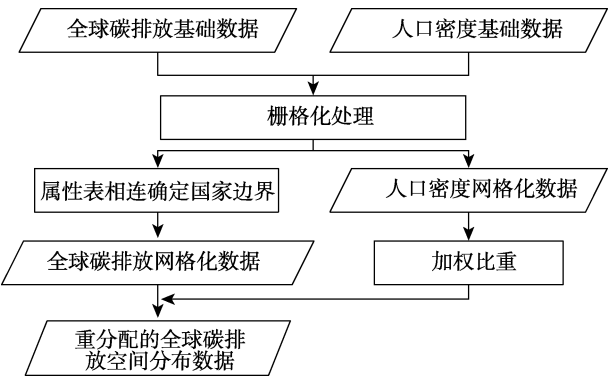 全球碳排放基础数据
人口密度基础数据
栅格化处理
属性表相连确定国家边界
人口密度网格化数据
全球碳排放网格化数据
加权比重
重分配的全球碳排
放空间分布数据